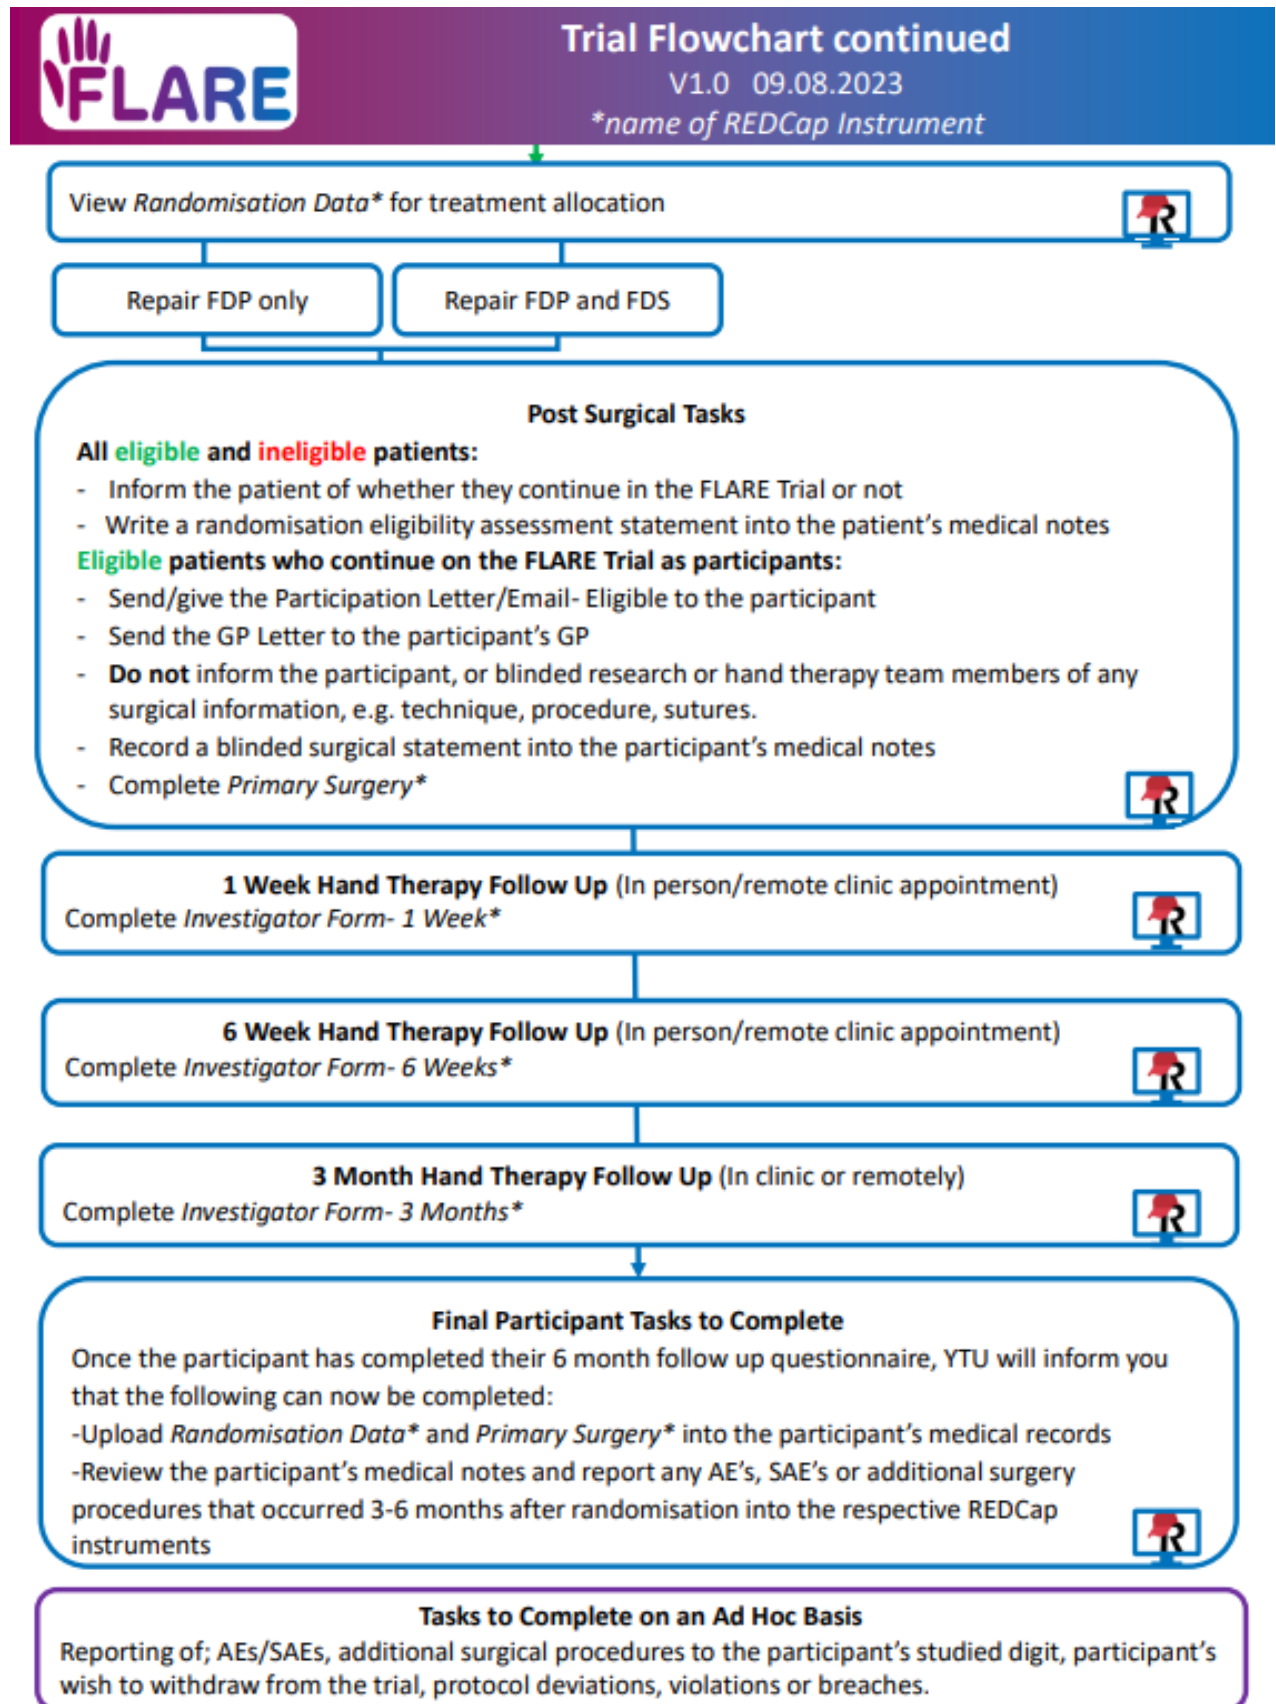 FLARE
Trial Flowchart continued
V1.0 09.08.2023
*name of REDCap Instrument
View Randomisation Data* for treatment allocation
R
Repair FDP only
Repair FDP and FDS
Post Surgical Tasks
All eligible and ineligible patients:
- Inform the patient of whether they continue in the FLARE Trial or not
- Write a randomisation eligibility assessment statement into the patient's medical notes
Eligible patients who continue on the FLARE Trial as participants:
- Send/give the Participation Letter/Email- Eligible to the participant
- Send the GP Letter to the participant's GP
- Do not inform the participant, or blinded research or hand therapy team members of any
surgical information, e.g. technique, procedure, sutures.
- Record a blinded surgical statement into the participant's medical notes
- Complete Primary Surgery*
R
1 Week Hand Therapy Follow Up (In person/remote clinic appointment)
Complete Investigator Form- 1 Week*
R
6 Week Hand Therapy Follow Up (In person/remote clinic appointment)
Complete Investigator Form- 6 Weeks*
R
3 Month Hand Therapy Follow Up (In clinic or remotely)
Complete Investigator Form- 3 Months*
R
Final Participant Tasks to Complete
Once the participant has completed their 6 month follow up questionnaire, YTU will inform you
that the following can now be completed:
-Upload Randomisation Data* and Primary Surgery* into the participant's medical records
-Review the participant's medical notes and report any AE's, SAE's or additional surgery
procedures that occurred 3-6 months after randomisation into the respective REDCap
instruments
R
Tasks to Complete on an Ad Hoc Basis
Reporting of; AEs/SAEs, additional surgical procedures to the participant's studied digit, participant's
wish to withdraw from the trial, protocol deviations, violations or breaches.